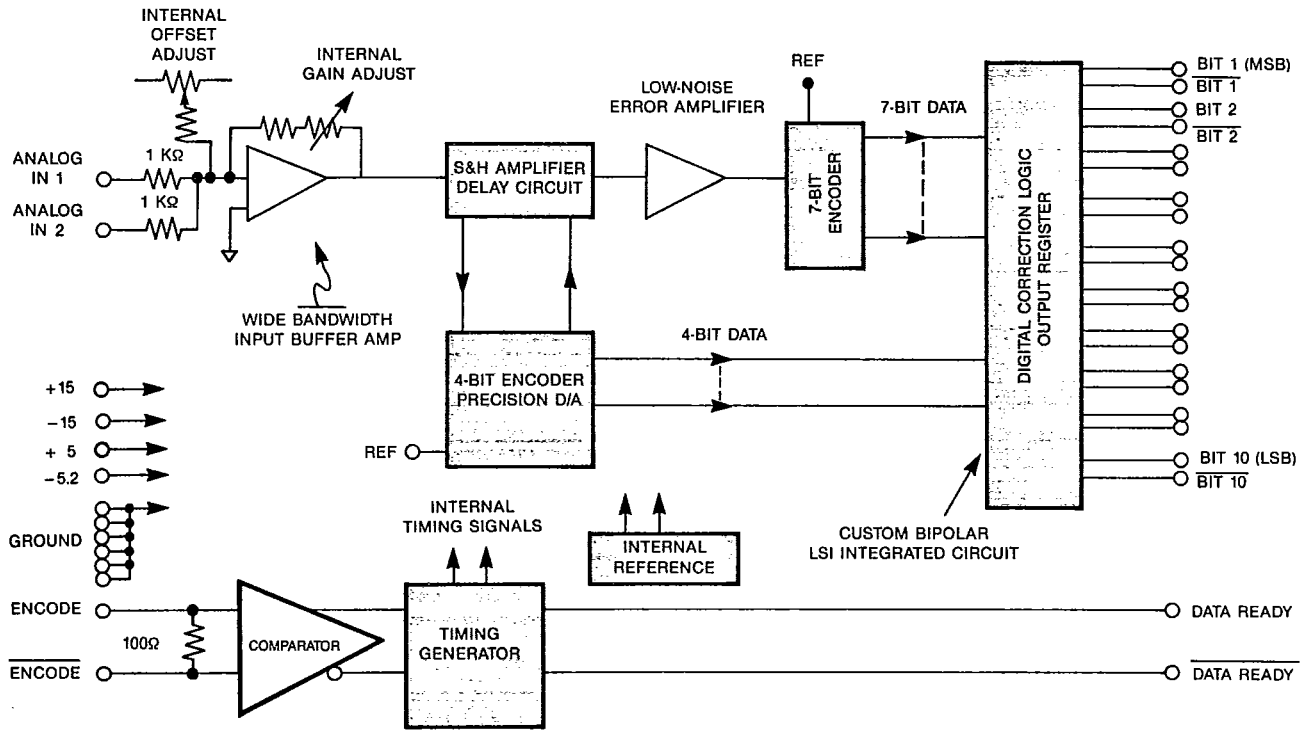 INTERNAL
OFFSET
ADJUST
INTERNAL
GAIN ADJUST
ANALOG
IN 1
1 KΩ
1 KΩ
ANALOG
IN 2
WIDE BANDWIDTH
INPUT BUFFER AMP
S&H AMPLIFIER
DELAY CIRCUIT
LOW-NOISE
ERROR AMPLIFIER
REF
7-BIT
ENCODER
7-BIT DATA
4-BIT ENCODER
PRECISION D/A
REF
4-BIT DATA
DIGITAL CORRECTION LOGIC
OUTPUT REGISTER
BIT 1 (MSB)
BIT 1
BIT 2
BIT 2
BIT 10 (LSB)
BIT 10
CUSTOM BIPOLAR
LSI INTEGRATED CIRCUIT
+15
−15
+ 5
−5.2
GROUND
INTERNAL
TIMING SIGNALS
INTERNAL
REFERENCE
ENCODE
100Ω
ENCODE
COMPARATOR
TIMING
GENERATOR
DATA READY
DATA READY